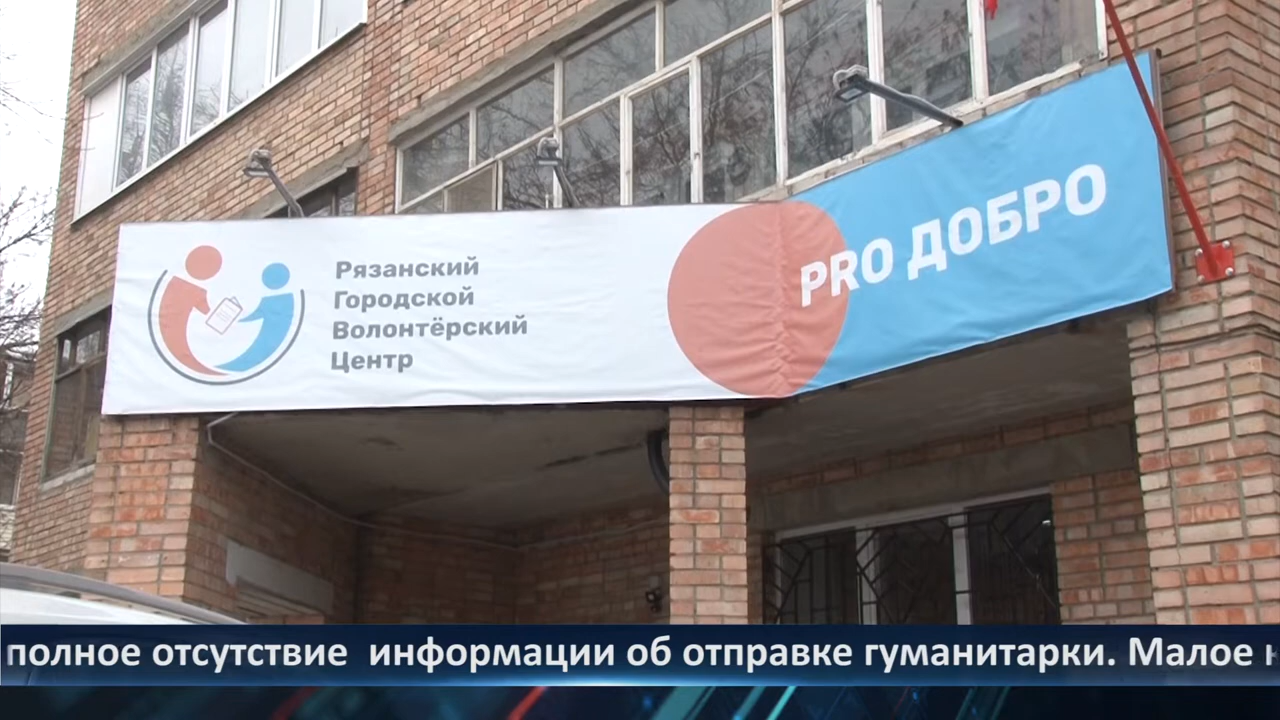 Рязанский
Городской
Волонтёрский
Центр
PRO ДОБРО
полное отсутствие информации об отправке гуманитарки. Малое